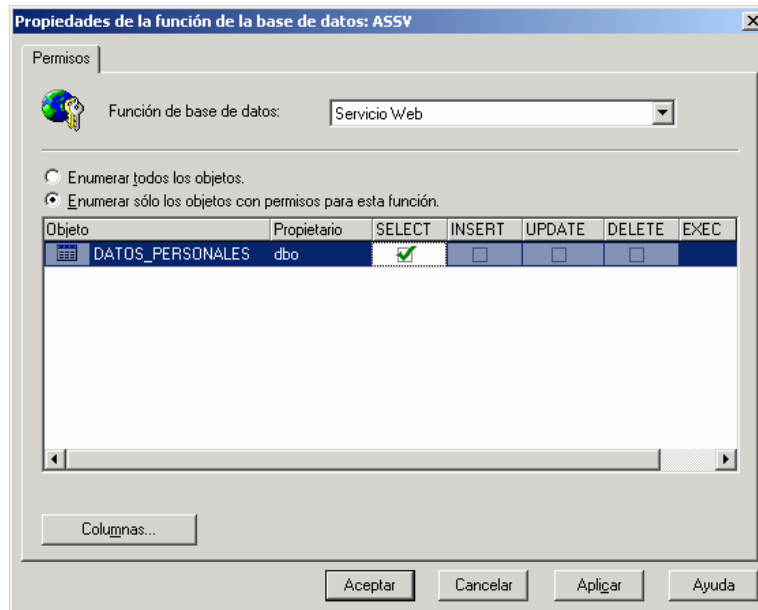 Propiedades de la función de la base de datos: ASSV
Permisos
Función de base de datos: Servicio Web
Enumerar todos los objetos.
Enumerar sólo los objetos con permisos para esta función.
Objeto Propietario SELECT INSERT UPDATE DELETE EXEC
DATOS_PERSONALES dbo
Columnas...
Aceptar Cancelar Aplicar Ayuda